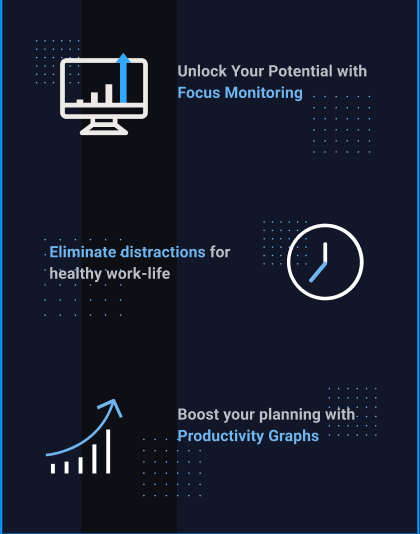 Unlock Your Potential with
Focus Monitoring
Eliminate distractions for
healthy work-life
Boost your planning with
Productivity Graphs